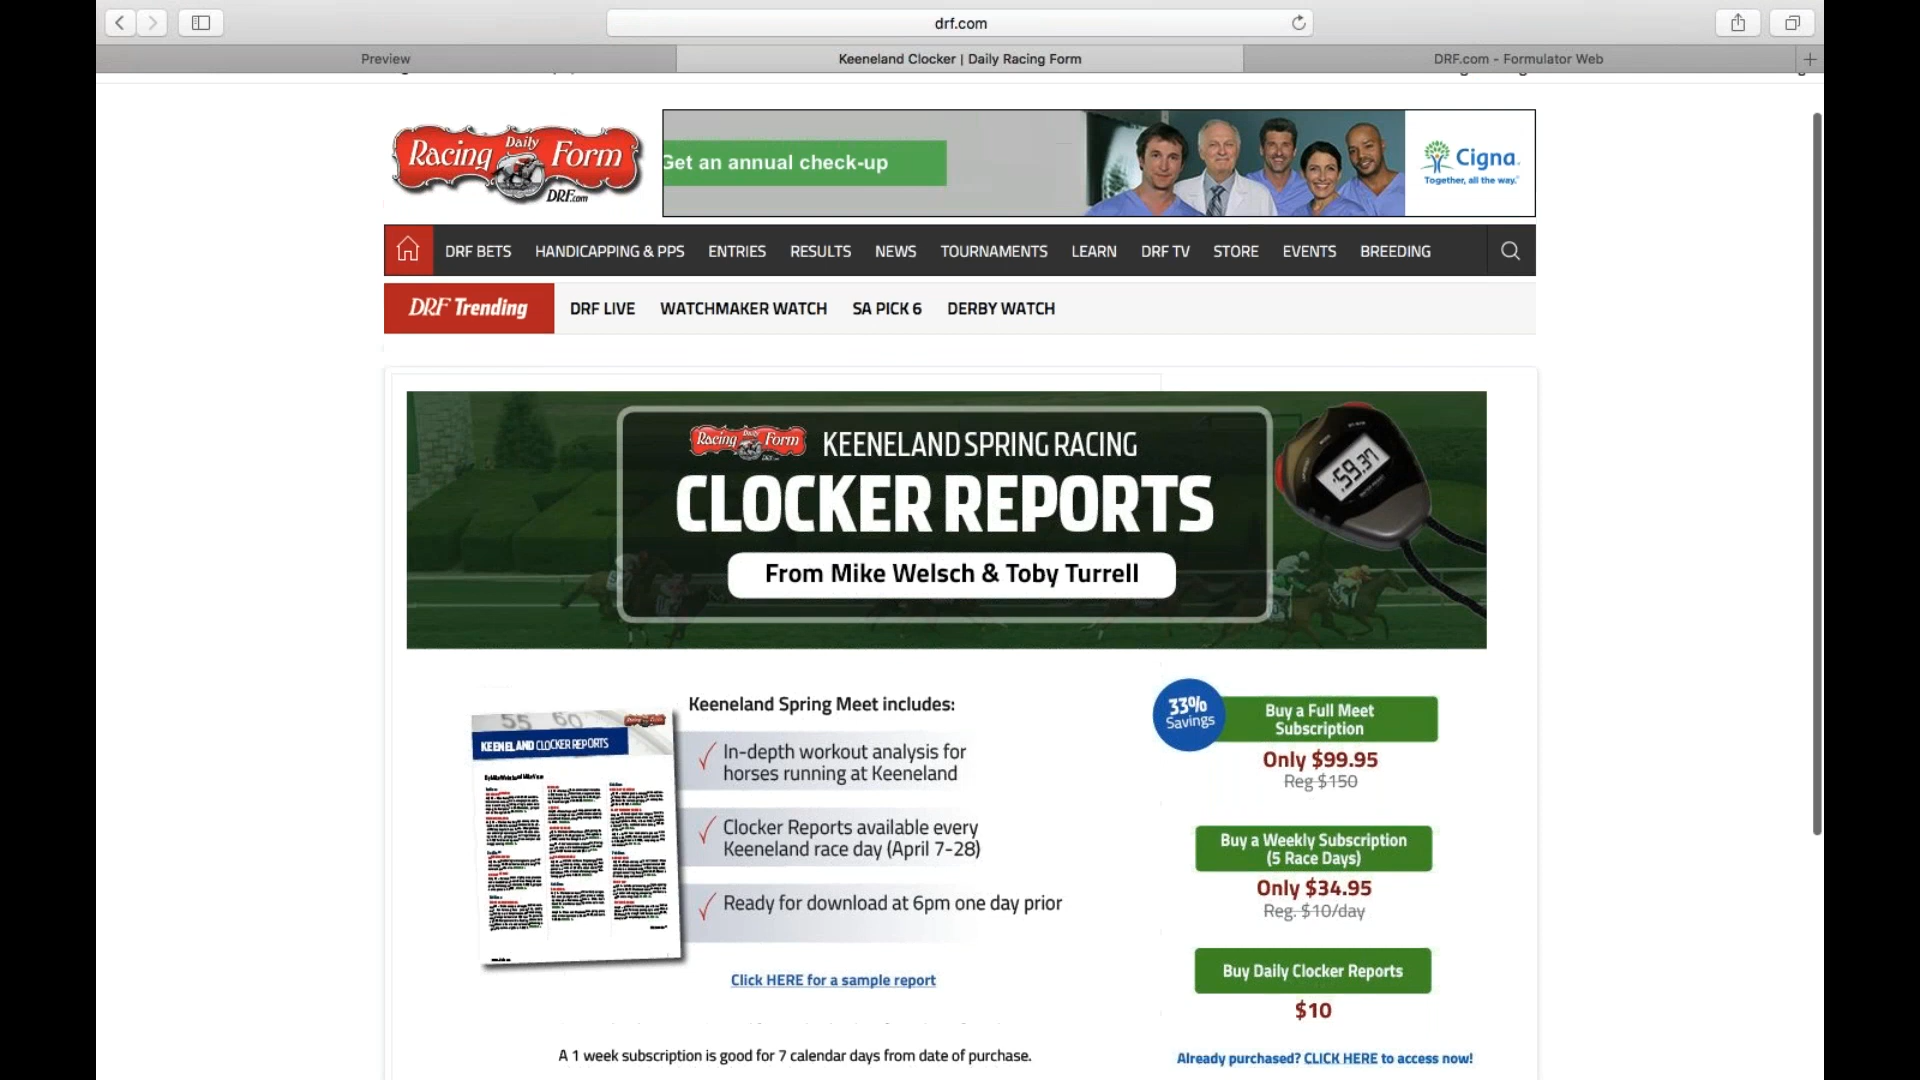 drf.com
Preview
Keeneland Clocker | Daily Racing Form
DRF.com - Formulator Web
Daily
Racing Form
DRF.com
Get an annual check-up
Cigna.
Together, all the way.
DRF BETS HANDICAPPING & PPS ENTRIES RESULTS NEWS TOURNAMENTS LEARN DRF TV STORE EVENTS BREEDING
DRF Trending
DRF LIVE WATCHMAKER WATCH SA PICK 6 DERBY WATCH
Racing Daily Form
KEENELAND SPRING RACING
CLOCKER REPORTS
From Mike Welsch & Toby Turrell
:59.37
Keeneland Spring Meet includes:
55 60
KEENELAND CLOCKER REPORTS
In-depth workout analysis for
horses running at Keeneland
Clocker Reports available every
Keeneland race day (April 7-28)
Ready for download at 6pm one day prior
Click HERE for a sample report
A 1 week subscription is good for 7 calendar days from date of purchase.
33%
Savings
Buy a Full Meet
Subscription
Only $99.95
Reg $150
Buy a Weekly Subscription
(5 Race Days)
Only $34.95
Reg. $10/day
Buy Daily Clocker Reports
$10
Already purchased? CLICK HERE to access now!